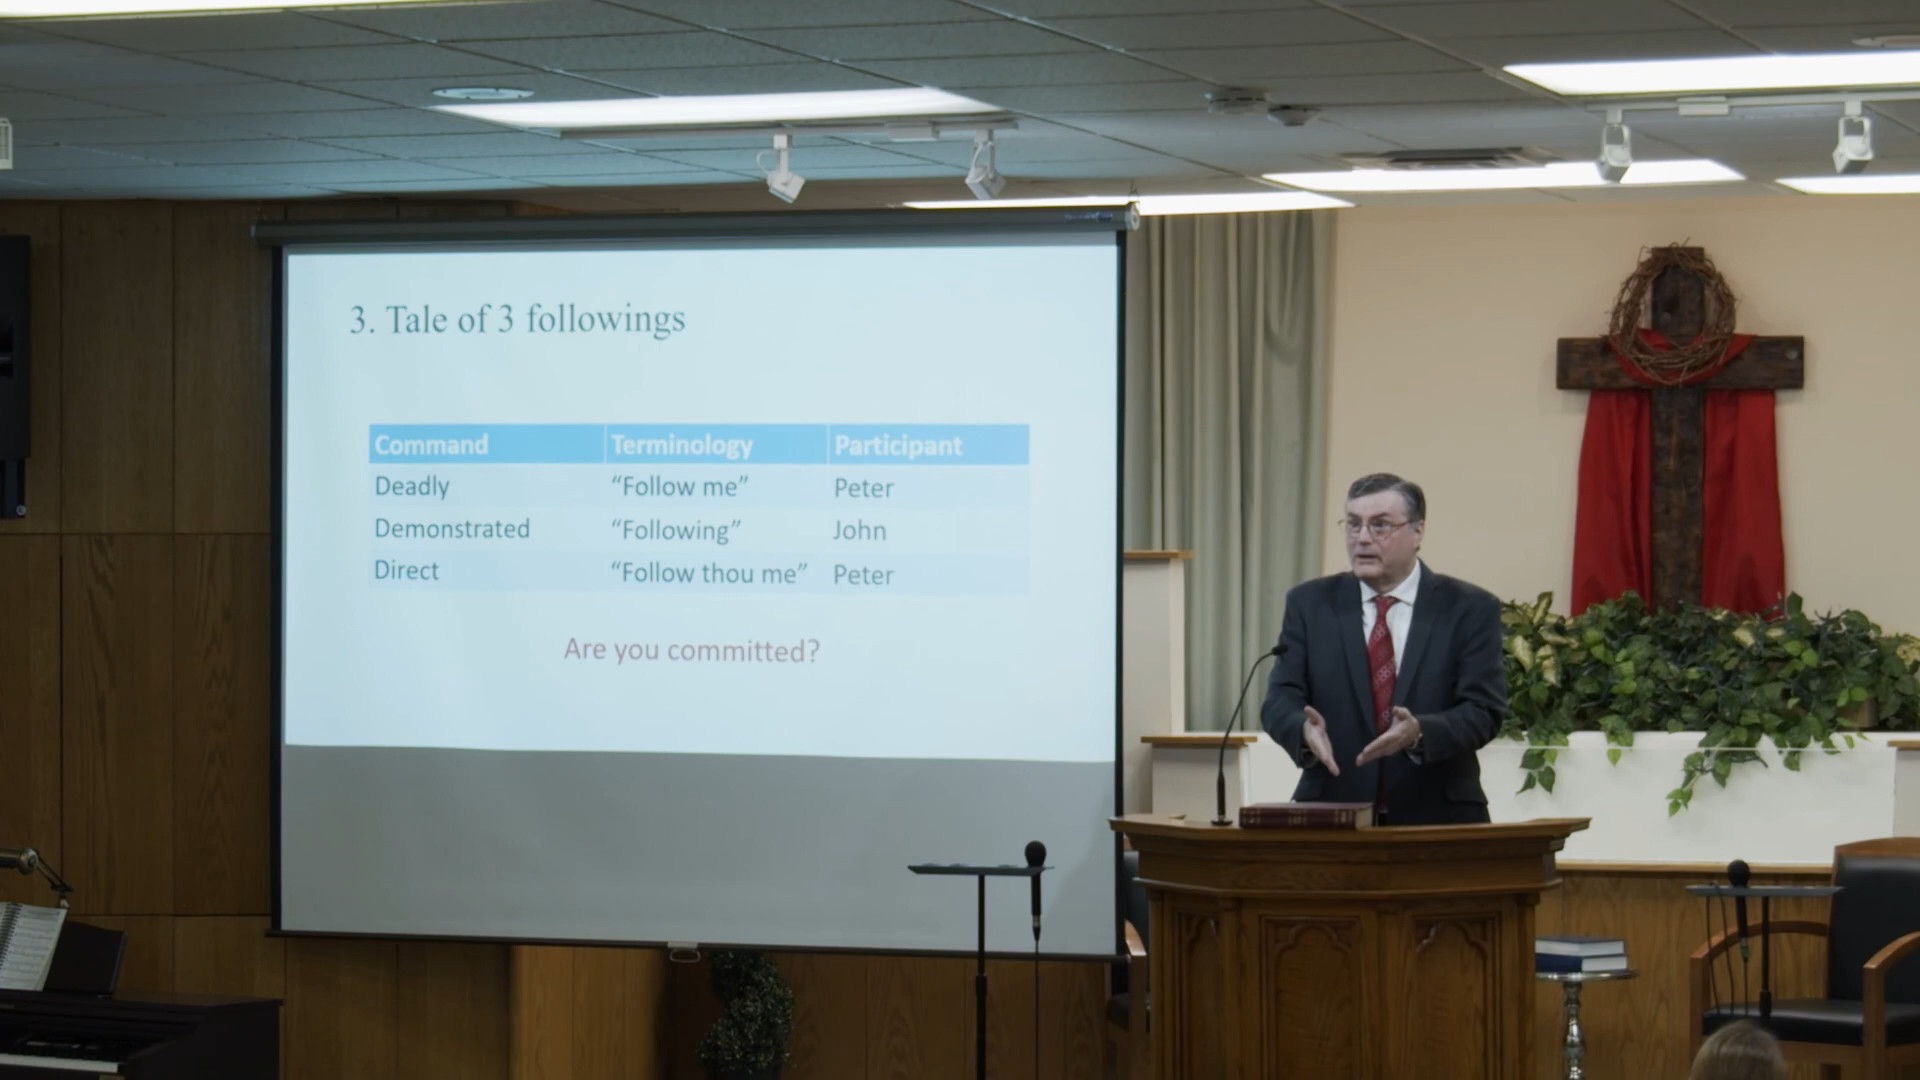 3. Tale of 3 followings
Command Terminology Participant
Deadly “Follow me” Peter
Demonstrated “Following” John
Direct “Follow thou me” Peter
Are you committed?